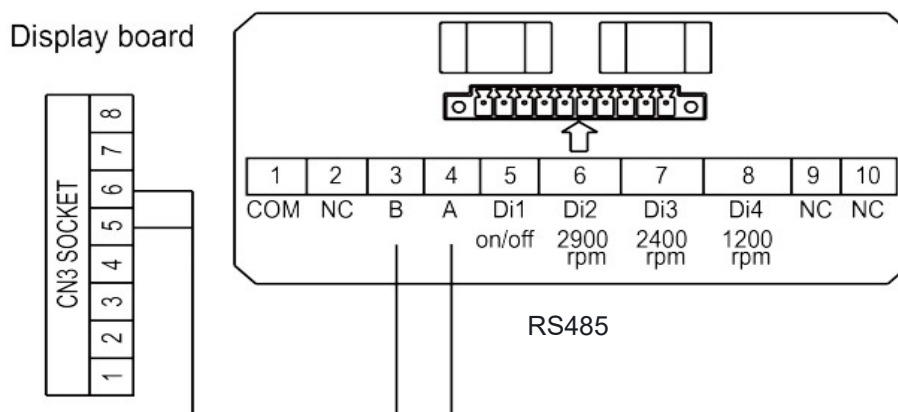 Display board
CN3 SOCKET
8
7
6
5
4
3
2
1
1 2 3 4 5 6 7 8 9 10
COM NC B A Di1 Di2 Di3 Di4 NC NC
on/off 2900 2400 1200
rpm rpm rpm
RS485